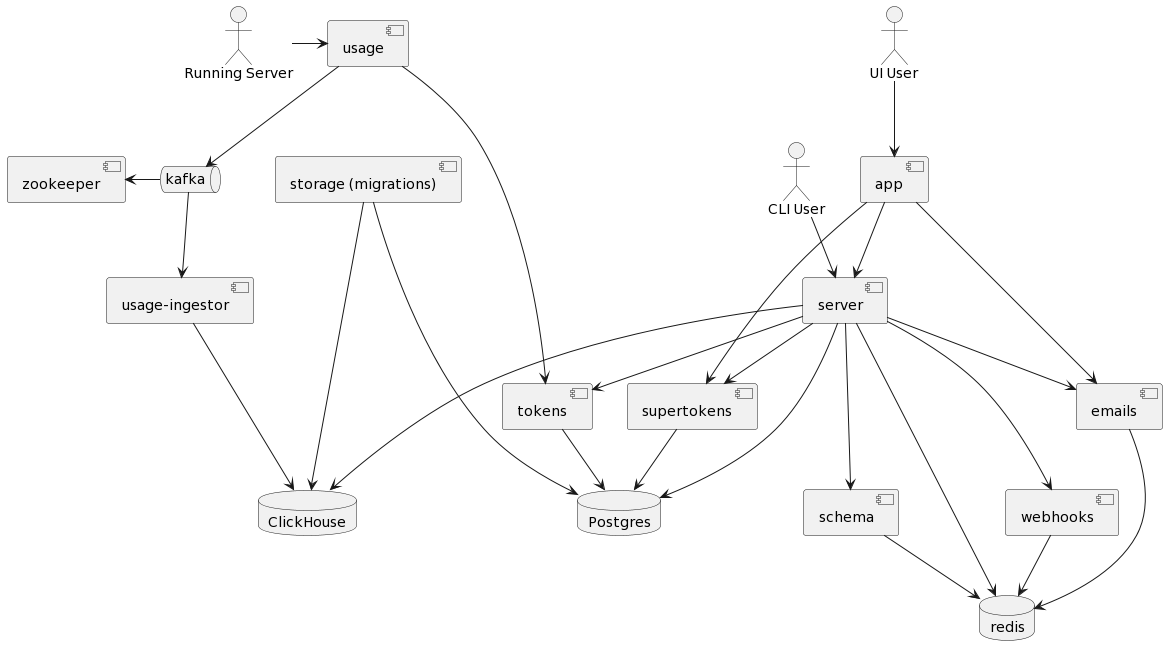 usage
Running Server
UI User
zookeeper
kafka
storage (migrations)
app
CLI User
usage-ingestor
server
tokens
supertokens
emails
ClickHouse
Postgres
schema
webhooks
redis